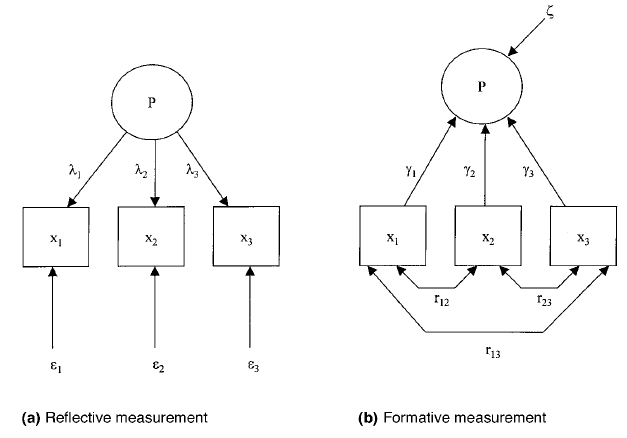 ζ
P
P
λ₁ λ₂ λ₃
γ₁ γ₂ γ₃
x₁ x₂ x₃
x₁ x₂ x₃
r₁₂ r₂₃
r₁₃
ε₁ ε₂ ε₃
(a) Reflective measurement
(b) Formative measurement